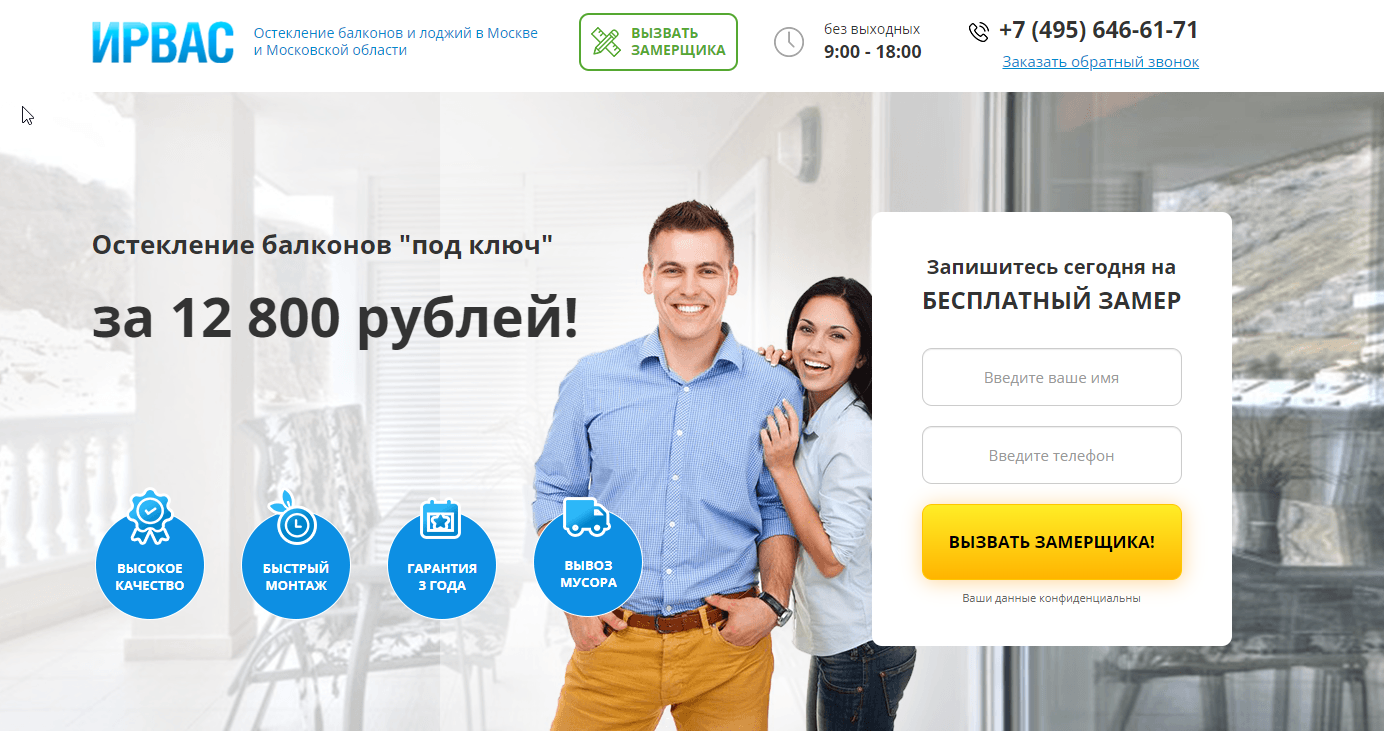 ИРВАС
Остекление балконов и лоджий в Москве
и Московской области
ВЫЗВАТЬ
ЗАМЕРЩИКА
без выходных
9:00 - 18:00
+7 (495) 646-61-71
Заказать обратный звонок
Остекление балконов "под ключ"
за 12 800 рублей!
ВЫСОКОЕ
КАЧЕСТВО
БЫСТРЫЙ
МОНТАЖ
ГАРАНТИЯ
3 ГОДА
ВЫВОЗ
МУСОРА
Запишитесь сегодня на
БЕСПЛАТНЫЙ ЗАМЕР
Введите ваше имя
Введите телефон
ВЫЗВАТЬ ЗАМЕРЩИКА!
Ваши данные конфиденциальны